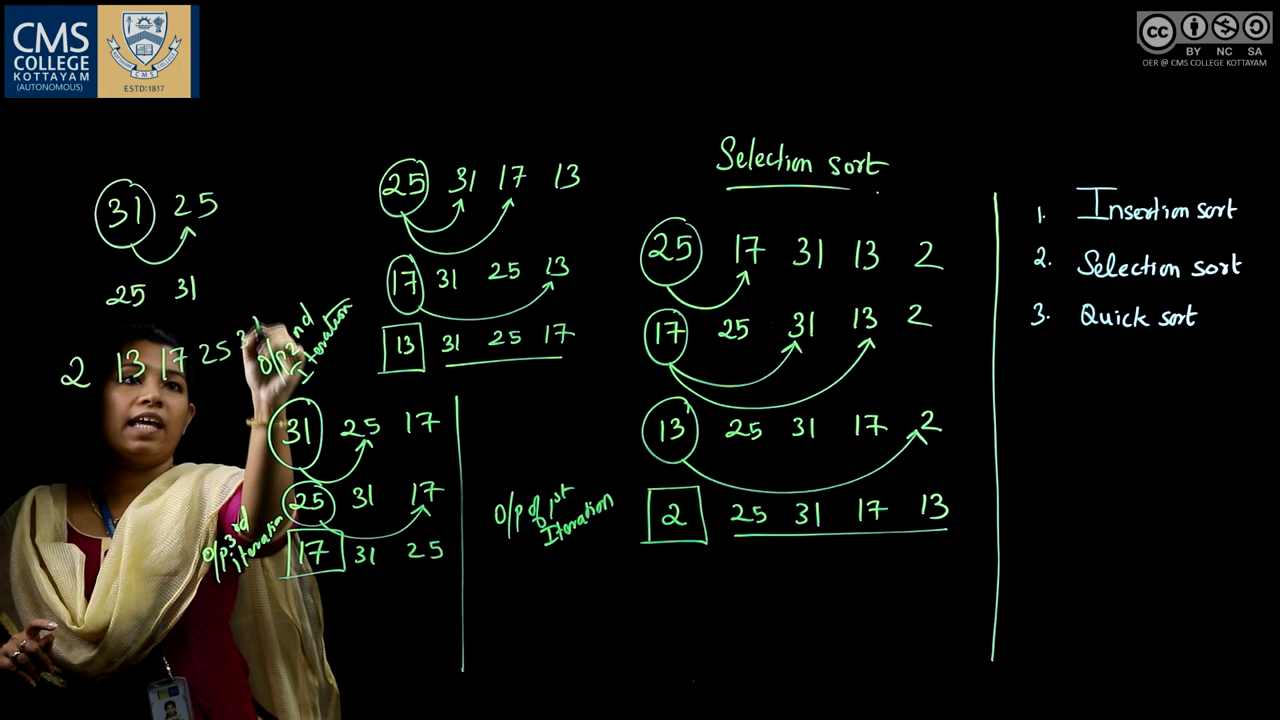 CMS
COLLEGE
KOTTAYAM
(AUTONOMOUS)
CMS
ESTD:1817
CC
BY NC SA
OER @ CMS COLLEGE KOTTAYAM
Selection sort
25 17 31 13 2
17 25 31 13 2
13 25 31 17 2
O/p of 1st
Iteration
2 25 31 17 13
25 31 17 13
17 31 25 13
13 31 25 17
O/p 2nd
Iteration
31 25 17
25 31 17
17 31 25
O/p 3rd
iteration
31 25
25 31
2 13 17 25 31
1. Insertion sort
2. Selection sort
3. Quick sort